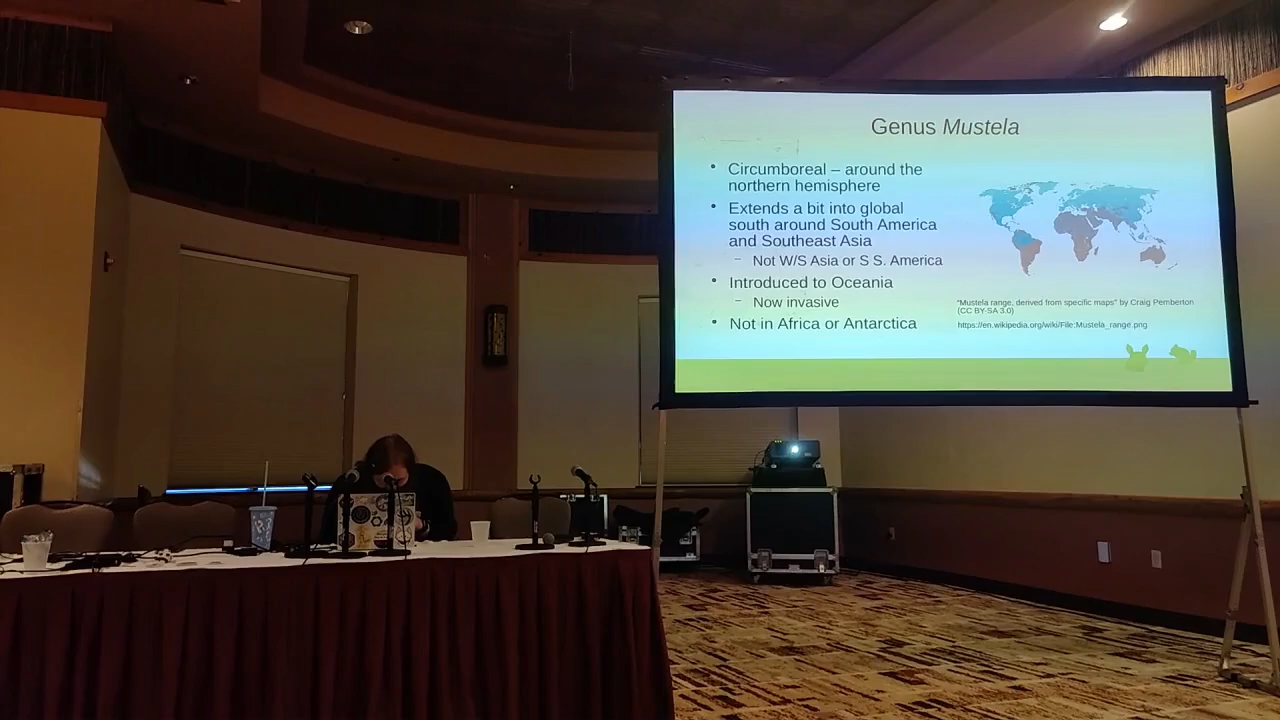 Genus Mustela
• Circumboreal – around the
northern hemisphere
• Extends a bit into global
south around South America
and Southeast Asia
– Not W/S Asia or S S. America
• Introduced to Oceania
– Now invasive
• Not in Africa or Antarctica
"Mustela range, derived from specific maps" by Craig Pemberton
(CC BY-SA 3.0)
https://en.wikipedia.org/wiki/File:Mustela_range.png